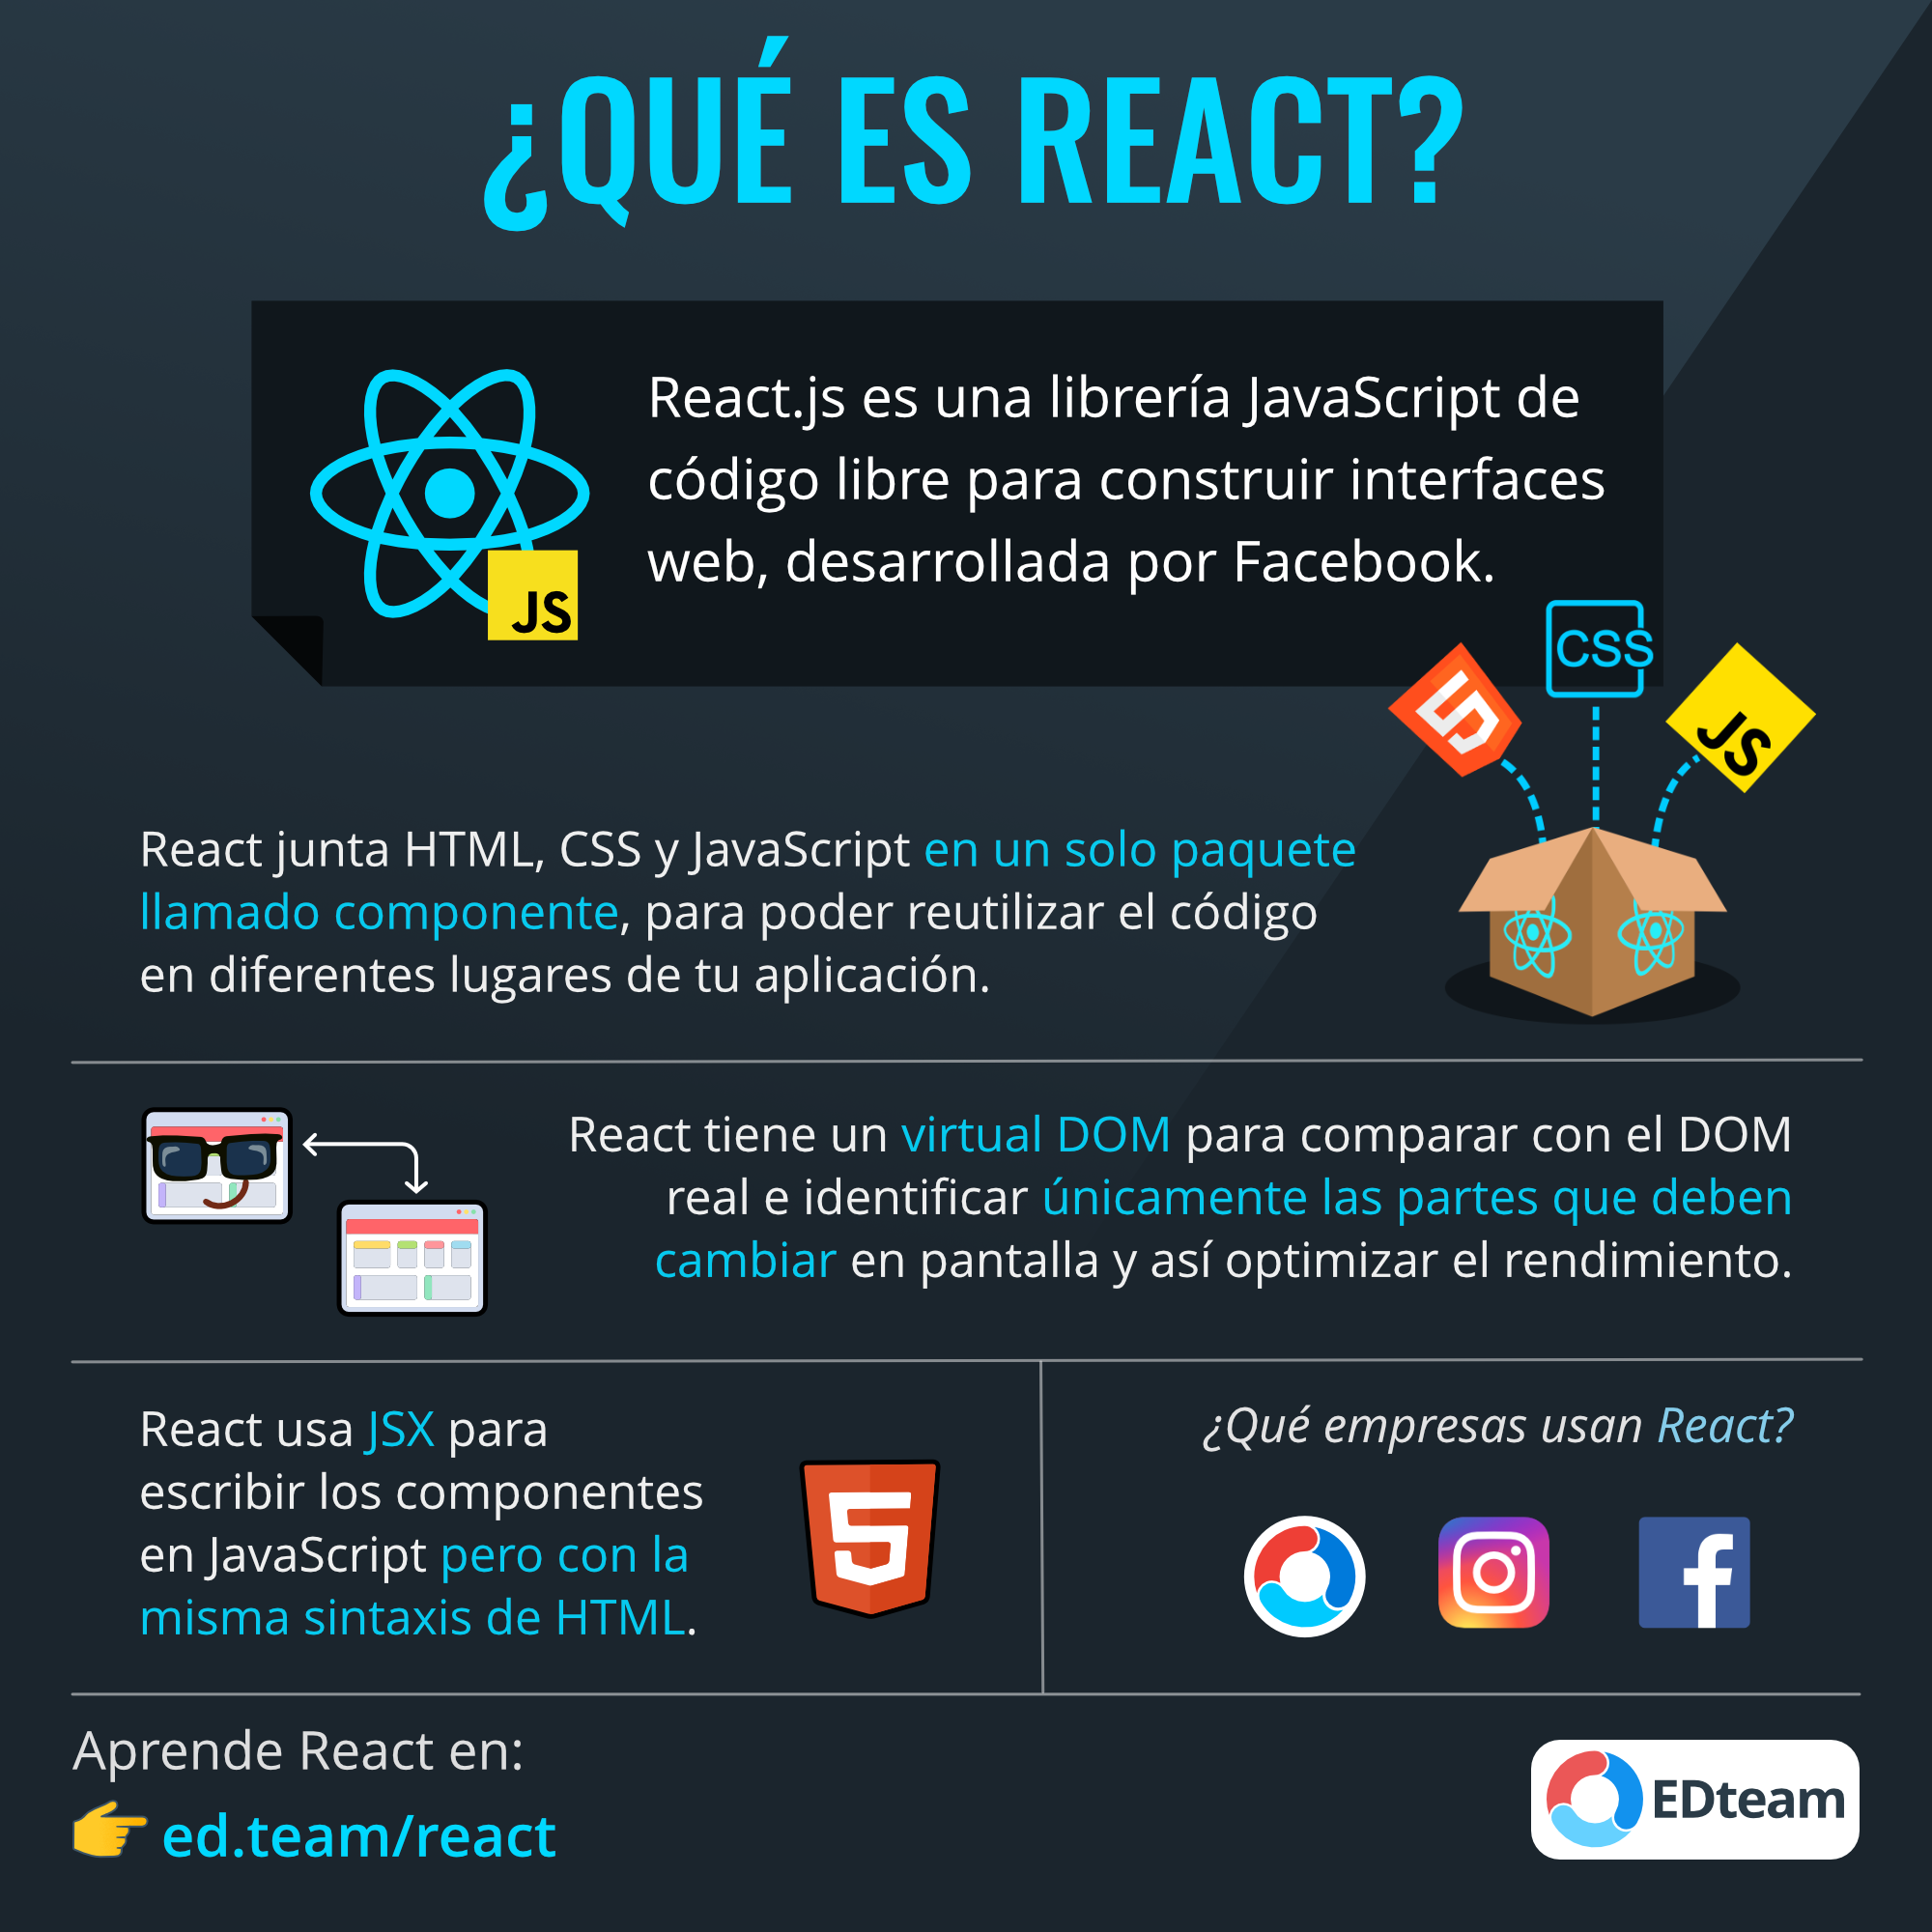 ¿QUÉ ES REACT?
React.js es una librería JavaScript de
código libre para construir interfaces
web, desarrollada por Facebook.
JS
CSS
JS
React junta HTML, CSS y JavaScript en un solo paquete
llamado componente, para poder reutilizar el código
en diferentes lugares de tu aplicación.
React tiene un virtual DOM para comparar con el DOM
real e identificar únicamente las partes que deben
cambiar en pantalla y así optimizar el rendimiento.
React usa JSX para
escribir los componentes
en JavaScript pero con la
misma sintaxis de HTML.
¿Qué empresas usan React?
Aprende React en:
ed.team/react
EDteam